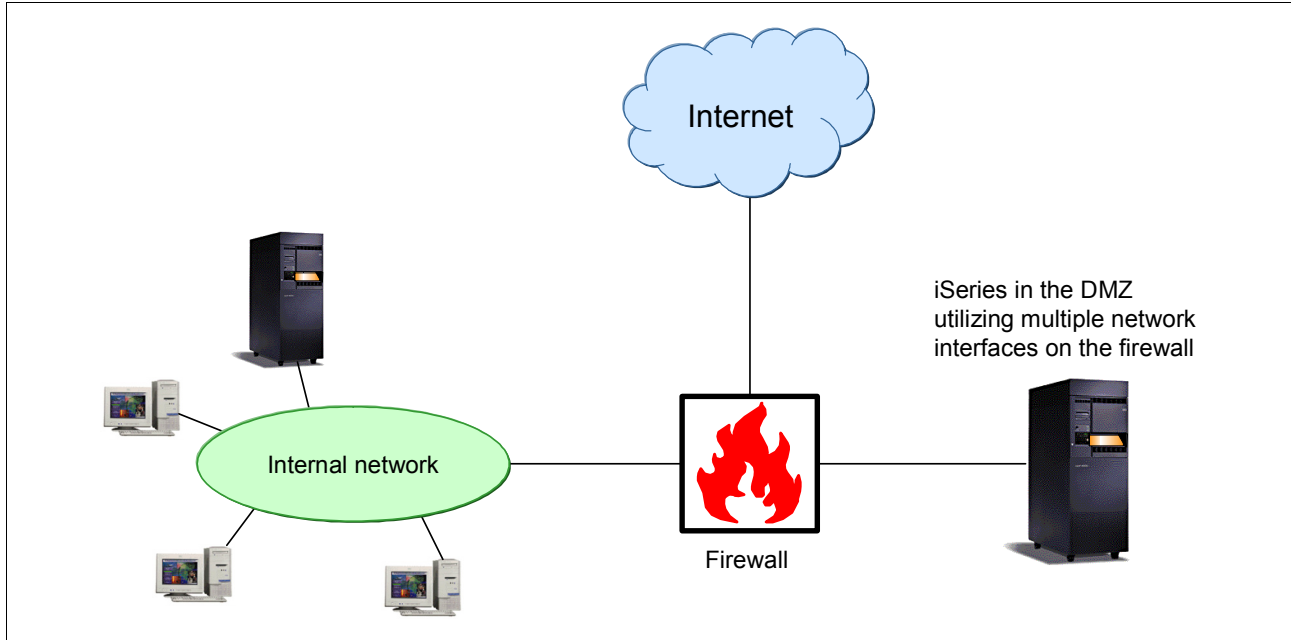 Internet
iSeries in the DMZ
utilizing multiple network
interfaces on the firewall
Internal network
Firewall